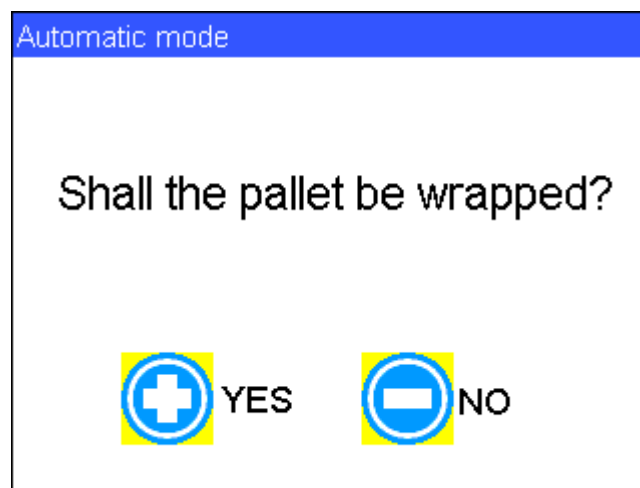 Automatic mode
Shall the pallet be wrapped?
YES NO